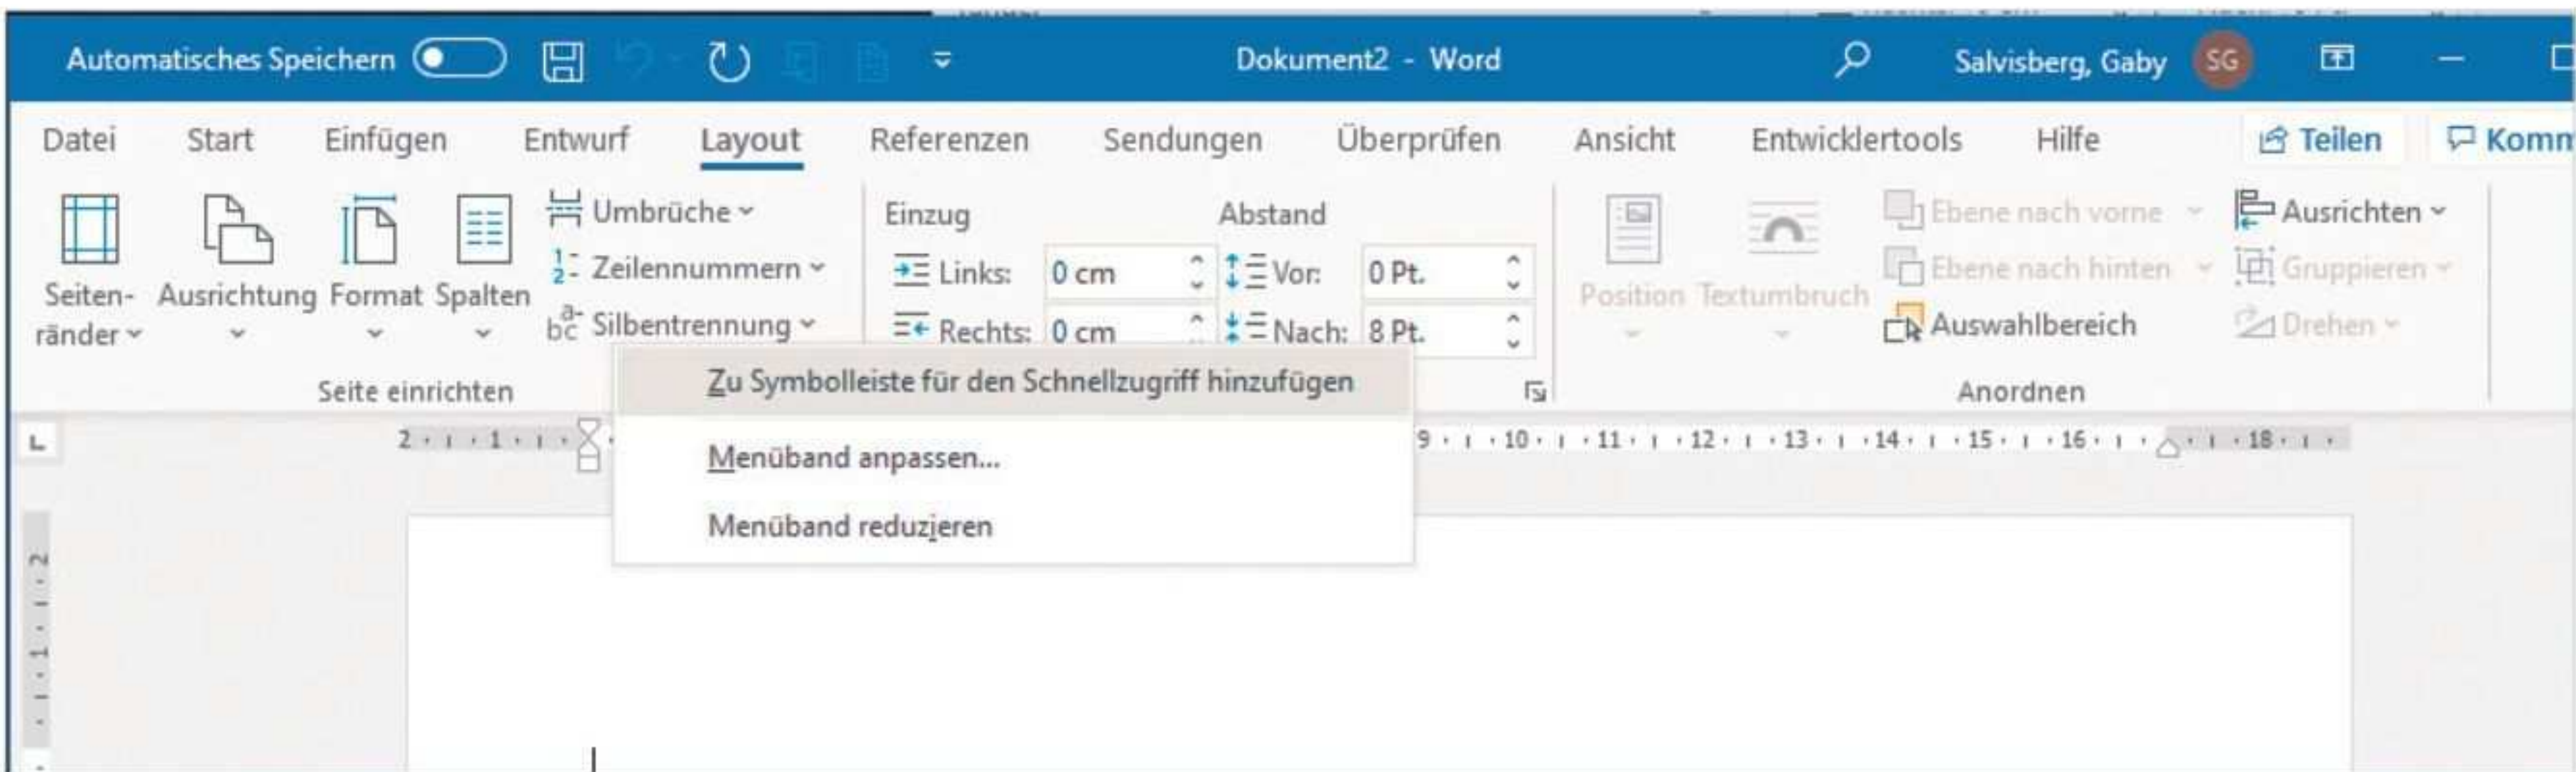 Automatisches Speichern
Dokument2 - Word
Salvisberg, Gaby
SG
Datei Start Einfügen Entwurf Layout Referenzen Sendungen Überprüfen Ansicht Entwicklertools Hilfe Teilen
Umbrüche
Einzug
Abstand
Ebene nach vorne
Ausrichten
Zeilennummern
Links: 0 cm
Vor: 0 Pt.
Ebene nach hinten
Gruppieren
Seiten-
ränder
Ausrichtung
Format
Spalten
Position
Textumbruch
Silbentrennung
Rechts: 0 cm
Nach: 8 Pt.
Auswahlbereich
Drehen
Seite einrichten
Anordnen
Zu Symbolleiste für den Schnellzugriff hinzufügen
Menüband anpassen...
Menüband reduzieren
2 1 9 10 11 12 13 14 15 16 18
2
1